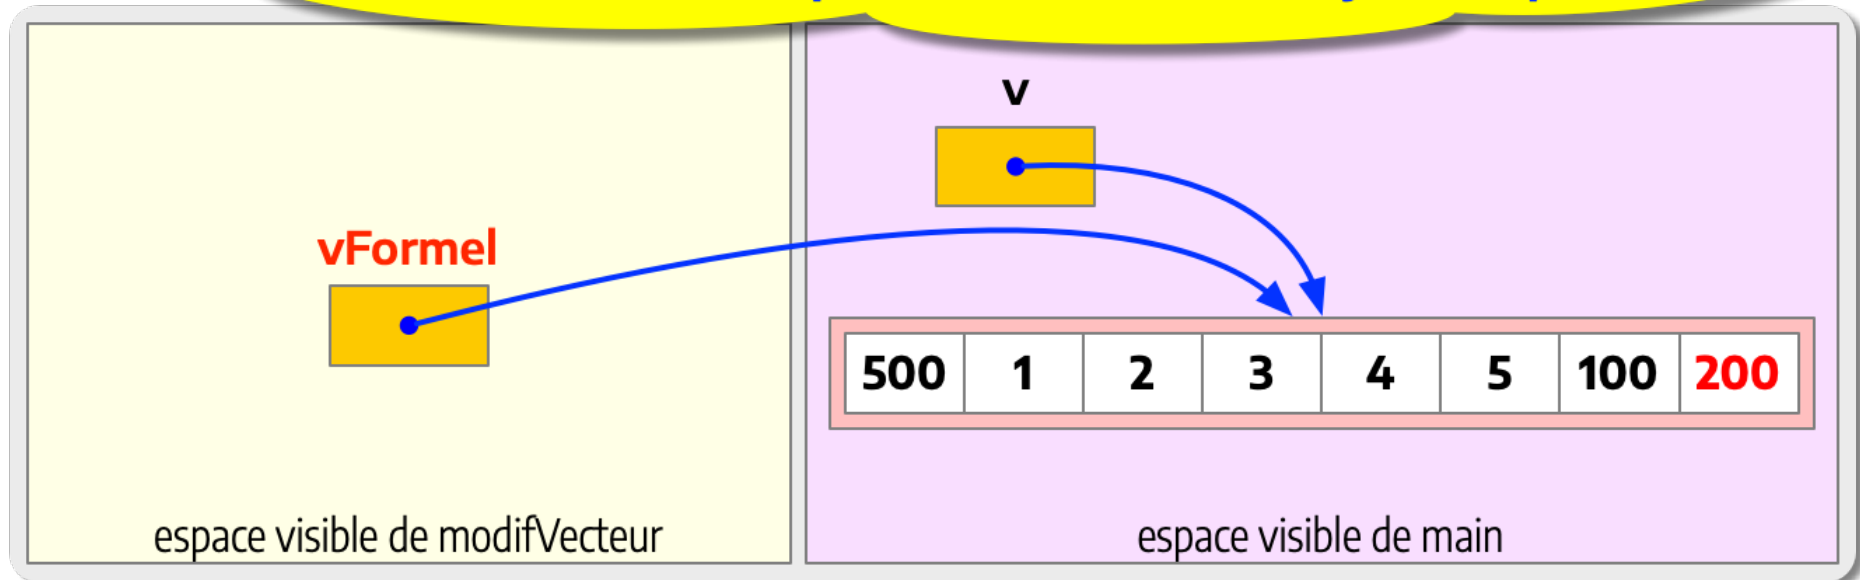 v
vFormel
500 1 2 3 4 5 100 200
espace visible de modifVecteur
espace visible de main